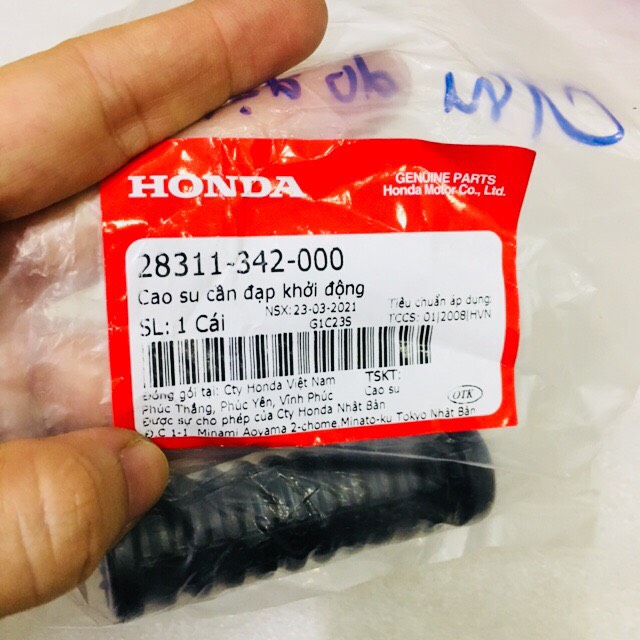 HONDA
GENUINE PARTS
Honda Motor Co., Ltd.
28311-342-000
Cao su cần đạp khởi động
NSX: 23-03-2021
Tiêu chuẩn áp dụng:
SL: 1 Cái
G1C23S
TCCS: 01|2008|HVN
Đóng gói tại: Cty Honda Việt Nam
TSKT:
Phúc Thắng, Phúc Yên, Vĩnh Phúc
Cao su
OTK
Được sự cho phép của Cty Honda Nhật Bản
Đ.C 1-1 Minami Aoyama 2-chome Minato-ku Tokyo Nhật Bản